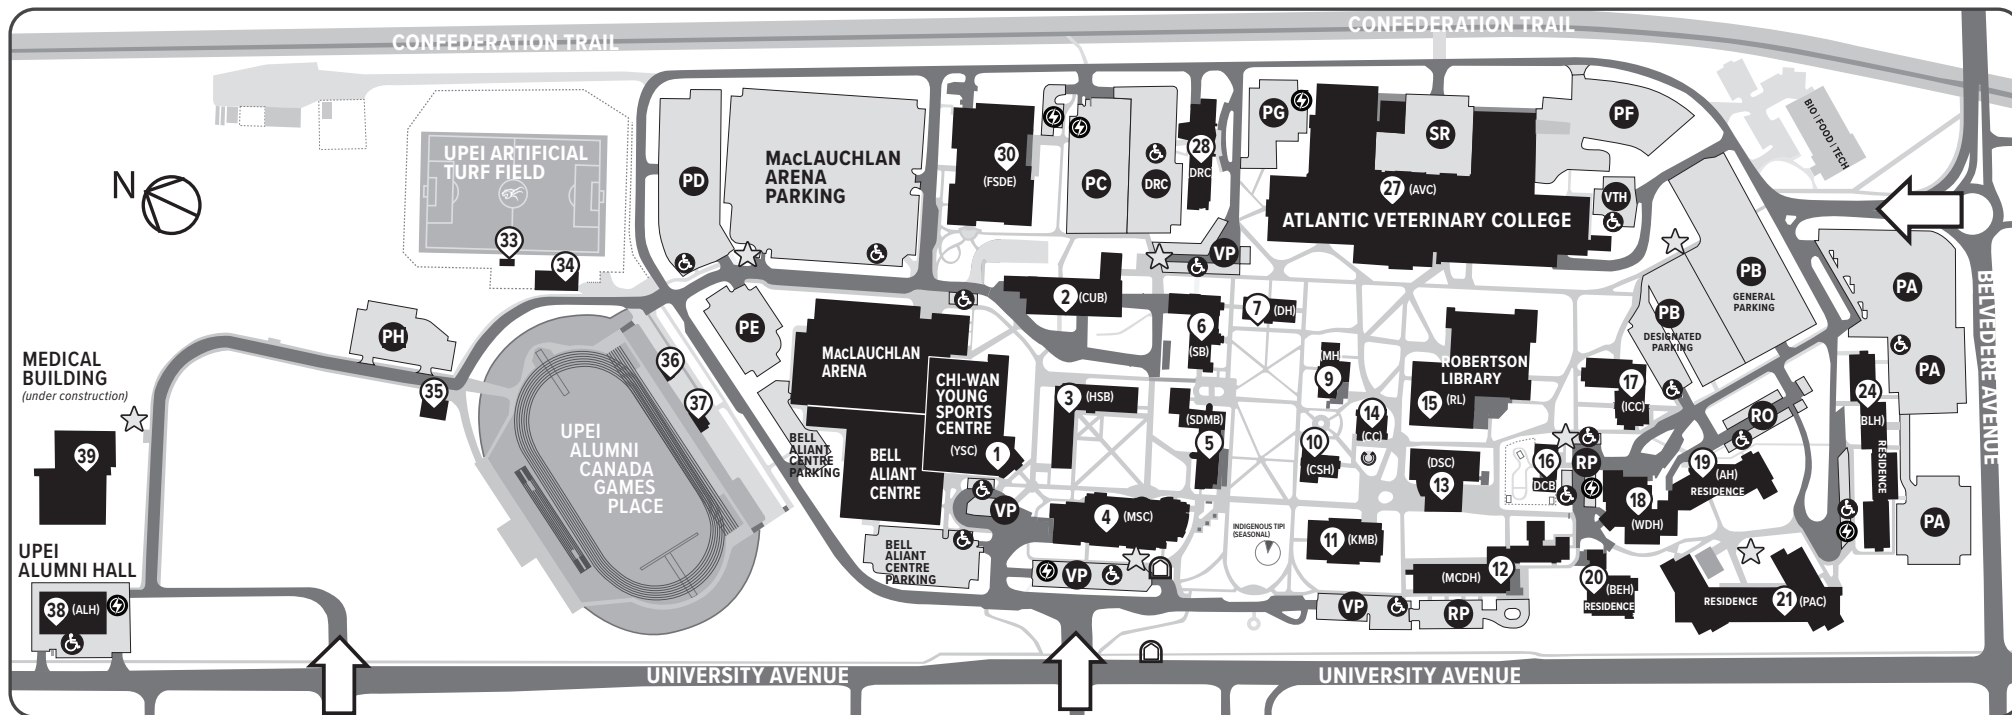 CONFEDERATION TRAIL
CONFEDERATION TRAIL
N
UPEI ARTIFICIAL
TURF FIELD
33
34
PD
MACLAUCHLAN
ARENA
PARKING
30
(FSDE)
PC
DRC
28
DRC
PG
SR
PF
27 (AVC)
ATLANTIC VETERINARY COLLEGE
VTH
BIO | FOOD | TECH
VP
PH
PE
2 (CUB)
6
(SB)
7 (DH)
PB
GENERAL
PARKING
PB
DESIGNATED
PARKING
PA
PA
BELVEDERE AVENUE
MEDICAL
BUILDING
(under construction)
35
36
37
39
MACLAUCHLAN
ARENA
CHI-WAN
YOUNG
SPORTS
CENTRE
(YSC) 1
BELL
ALIANT
CENTRE
BELL
ALIANT
CENTRE
PARKING
3 (HSB)
(SDMB)
5
MH
9
10
(CSH)
14
(CC)
ROBERTSON
LIBRARY
15 (RL)
17
(ICC)
24
BLH)
RESIDENCE
RO
UPEI
ALUMNI
CANADA
GAMES
PLACE
VP
4 (MSC)
INDIGENOUS TIPI
(SEASONAL)
11 (KMB)
(DSC)
13
16
DCB
RP
18
(WDH)
19
(AH)
RESIDENCE
PA
UPEI
ALUMNI HALL
38 (ALH)
BELL
ALIANT
CENTRE
PARKING
VP
(MCDH) 12
VP
RP
20
(BEH)
RESIDENCE
RESIDENCE 21 (PAC)
UNIVERSITY AVENUE
UNIVERSITY AVENUE